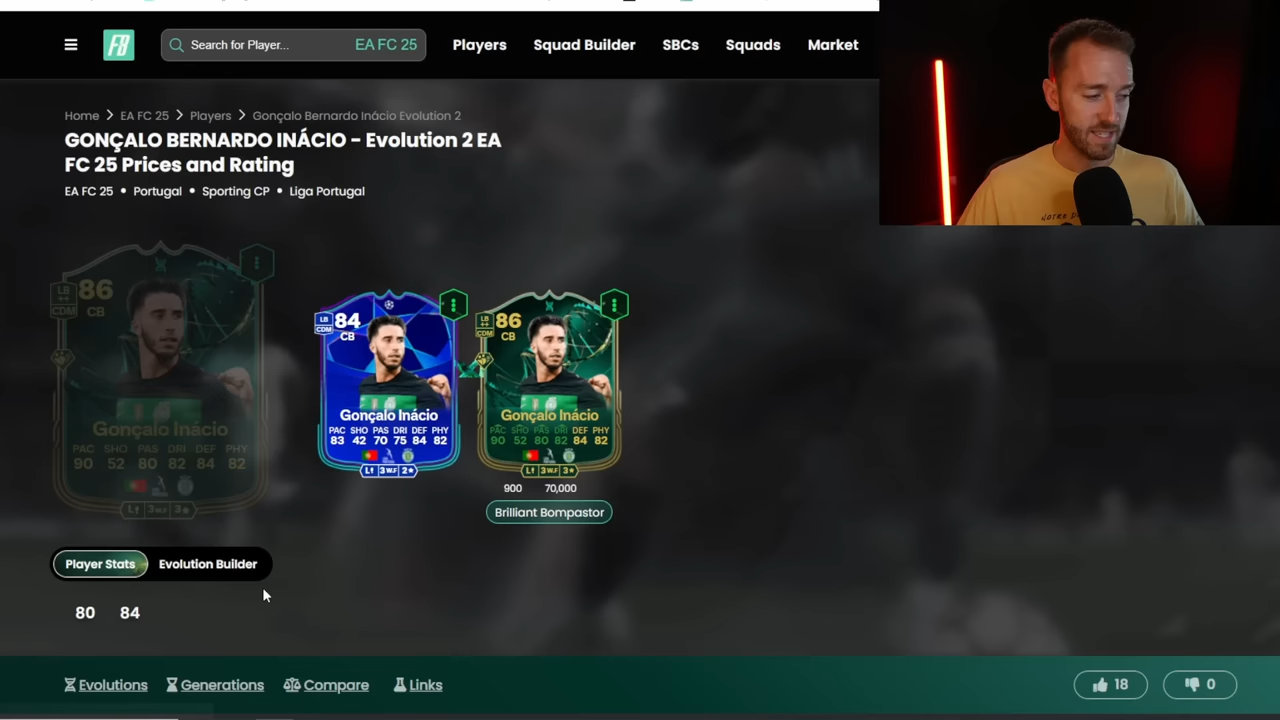 FB
Search for Player... EA FC 25
Players
Squad Builder
SBCs
Squads
Market
Home > EA FC 25 > Players > Gonçalo Bernardo Inácio Evolution 2
GONÇALO BERNARDO INÁCIO - Evolution 2 EA
FC 25 Prices and Rating
EA FC 25 • Portugal • Sporting CP • Liga Portugal
LB
++
CDM
86
CB
Gonçalo Inácio
PAC SHO PAS DRI DEF PHY
90 52 80 82 84 82
L 3 W.F 3★
LB
CDM
84
CB
Gonçalo Inácio
PAC SHO PAS DRI DEF PHY
83 42 70 75 84 82
L 3 W.F 2★
LB
++
CDM
86
CB
Gonçalo Inácio
PAC SHO PAS DRI DEF PHY
90 52 80 82 84 82
L 3 W.F 3★
900 70,000
Brilliant Bompastor
Player Stats
Evolution Builder
80 84
Evolutions
Generations
Compare
Links
18
0